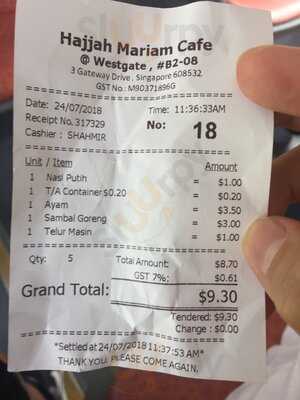 Hajjah Mariam Cafe
@ Westgate , #B2-08
3 Gateway Drive , Singapore 608532
GST No : M90371896G
Date: 24/07/2018 Time: 11:36:33AM
Receipt No. 317329 No: 18
Cashier : SHAHMIR
Unit / Item Amount
1 Nasi Putih = $1.00
1 T/A Container $0.20 = $0.20
1 Ayam = $3.50
1 Sambal Goreng = $3.00
1 Telur Masin = $1.00
Qty: 5 Total Amount: $8.70
GST 7%: $0.61
Grand Total: $9.30
Tendered: $9.30
Change : $0.00
*Settled at 24/07/2018 11:37:53 AM*
THANK YOU, PLEASE COME AGAIN.